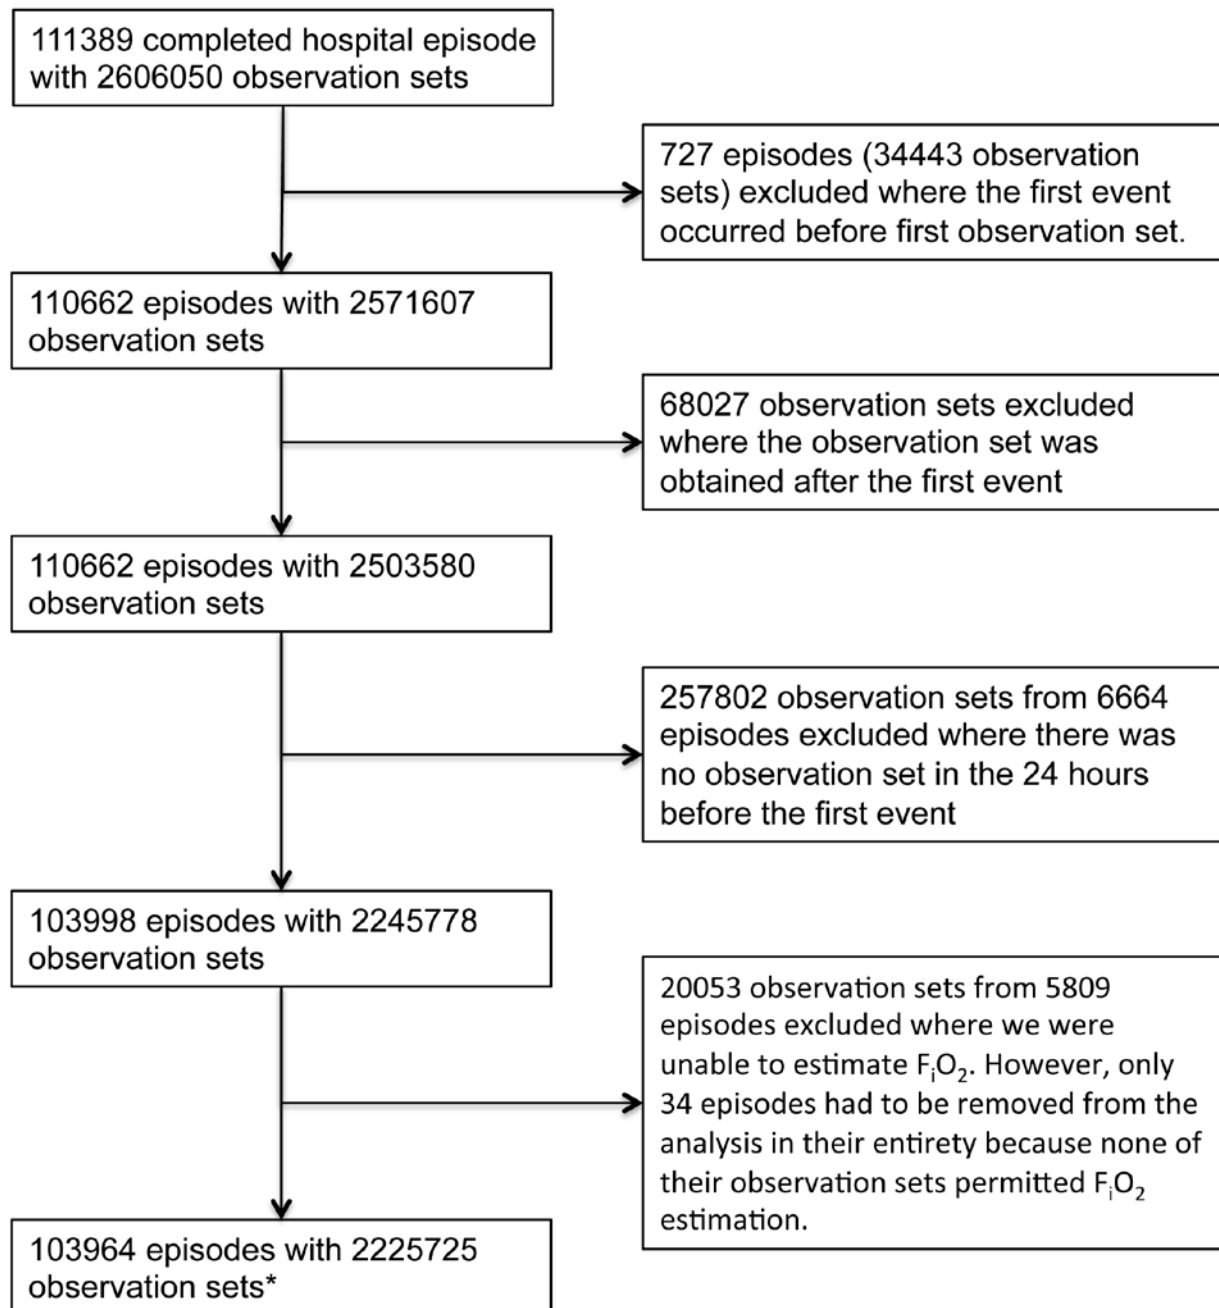 111389 completed hospital episode
with 2606050 observation sets
727 episodes (34443 observation
sets) excluded where the first event
occurred before first observation set.
110662 episodes with 2571607
observation sets
68027 observation sets excluded
where the observation set was
obtained after the first event
110662 episodes with 2503580
observation sets
257802 observation sets from 6664
episodes excluded where there was
no observation set in the 24 hours
before the first event
103998 episodes with 2245778
observation sets
20053 observation sets from 5809
episodes excluded where we were
unable to estimate FᵢO₂. However, only
34 episodes had to be removed from the
analysis in their entirety because none of
their observation sets permitted FᵢO₂
estimation.
103964 episodes with 2225725
observation sets*